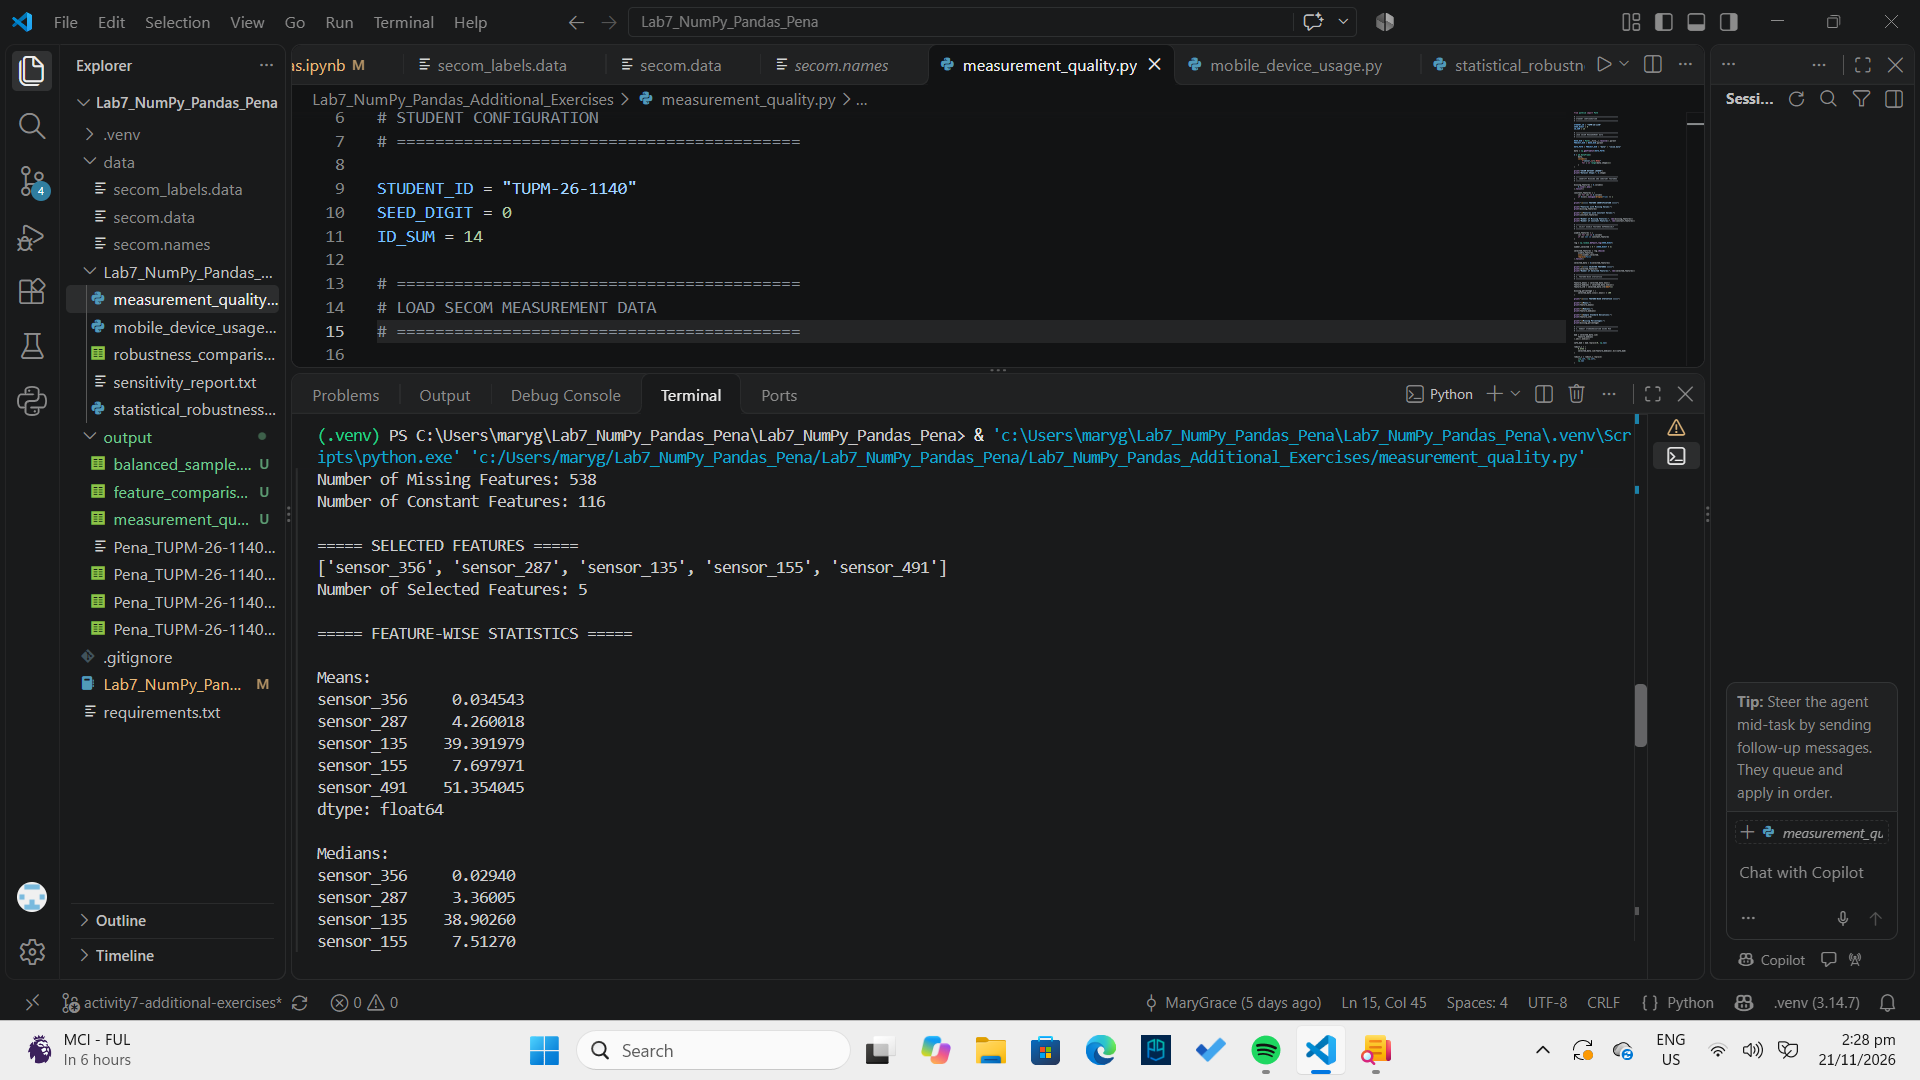 File Edit Selection View Go Run Terminal Help
Lab7_NumPy_Pandas_Pena
Explorer
Lab7_NumPy_Pandas_Pena
.venv
data
secom_labels.data
secom.data
secom.names
Lab7_NumPy_Pandas_...
measurement_quality...
mobile_device_usage...
robustness_comparis...
sensitivity_report.txt
statistical_robustness...
output
balanced_sample.... U
feature_comparis... U
measurement_qu... U
Pena_TUPM-26-1140...
Pena_TUPM-26-1140...
Pena_TUPM-26-1140...
Pena_TUPM-26-1140...
.gitignore
Lab7_NumPy_Pan... M
requirements.txt
Outline
Timeline
4
as.ipynb M
secom_labels.data
secom.data
secom.names
measurement_quality.py
mobile_device_usage.py
statistical_robustn
Lab7_NumPy_Pandas_Additional_Exercises > measurement_quality.py > ...
6 # STUDENT CONFIGURATION
7 # ==========================================
8
9 STUDENT_ID = "TUPM-26-1140"
10 SEED_DIGIT = 0
11 ID_SUM = 14
12
13 # ==========================================
14 # LOAD SECOM MEASUREMENT DATA
15 # ==========================================
16
Problems Output Debug Console Terminal Ports
Python
(.venv) PS C:\Users\maryg\Lab7_NumPy_Pandas_Pena\Lab7_NumPy_Pandas_Pena> & 'c:\Users\maryg\Lab7_NumPy_Pandas_Pena\Lab7_NumPy_Pandas_Pena\.venv\Scr
ipts\python.exe' 'c:/Users/maryg/Lab7_NumPy_Pandas_Pena/Lab7_NumPy_Pandas_Pena/Lab7_NumPy_Pandas_Additional_Exercises/measurement_quality.py'
Number of Missing Features: 538
Number of Constant Features: 116
===== SELECTED FEATURES =====
['sensor_356', 'sensor_287', 'sensor_135', 'sensor_155', 'sensor_491']
Number of Selected Features: 5
===== FEATURE-WISE STATISTICS =====
Means:
sensor_356 0.034543
sensor_287 4.260018
sensor_135 39.391979
sensor_155 7.697971
sensor_491 51.354045
dtype: float64
Medians:
sensor_356 0.02940
sensor_287 3.36005
sensor_135 38.90260
sensor_155 7.51270
Sessi...
Tip: Steer the agent
mid-task by sending
follow-up messages.
They queue and
apply in order.
measurement_qu
Chat with Copilot
Copilot
activity7-additional-exercises* 0 0
MaryGrace (5 days ago) Ln 15, Col 45 Spaces: 4 UTF-8 CRLF { } Python .venv (3.14.7)
MCI - FUL
In 6 hours
Search
ENG
US
2:28 pm
21/11/2026